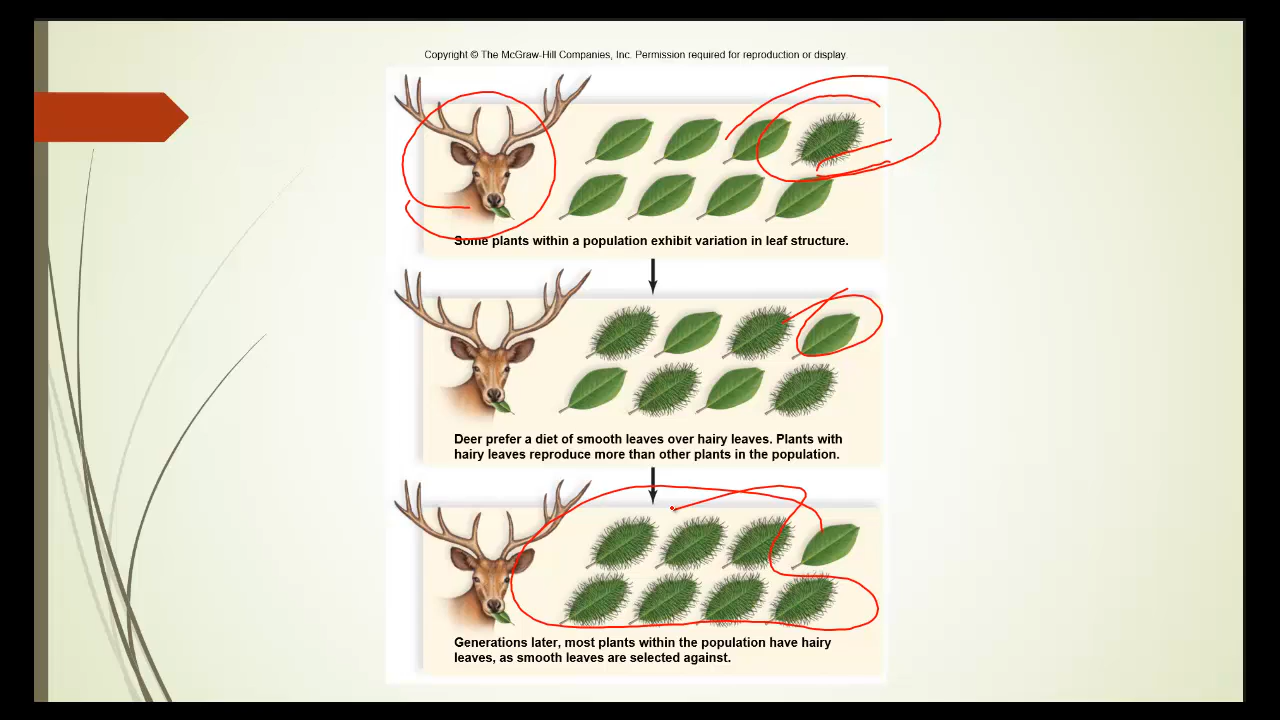 Copyright © The McGraw-Hill Companies, Inc. Permission required for reproduction or display.
Some plants within a population exhibit variation in leaf structure.
Deer prefer a diet of smooth leaves over hairy leaves. Plants with
hairy leaves reproduce more than other plants in the population.
Generations later, most plants within the population have hairy
leaves, as smooth leaves are selected against.